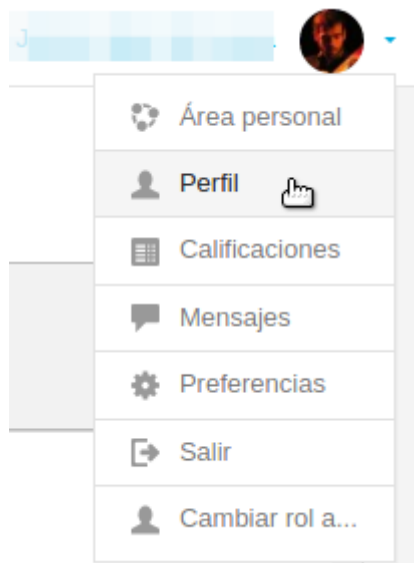 J
Área personal
Perfil
Calificaciones
Mensajes
Preferencias
Salir
Cambiar rol a...